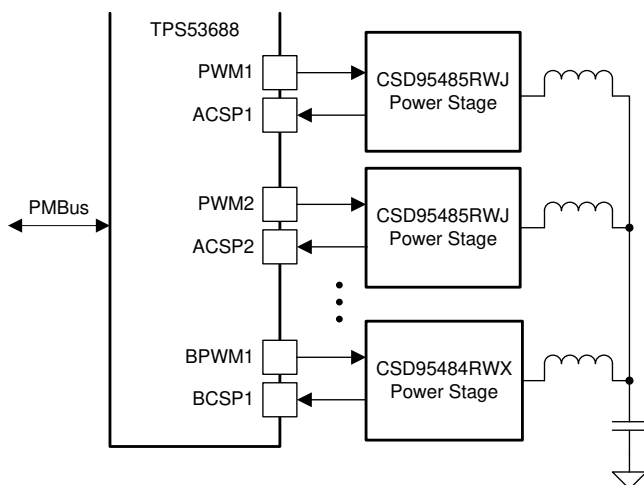 TPS53688
PWM1
CSD95485RWJ
Power Stage
ACSP1
PMBus
PWM2
CSD95485RWJ
Power Stage
ACSP2
BPWM1
CSD95484RWX
Power Stage
BCSP1